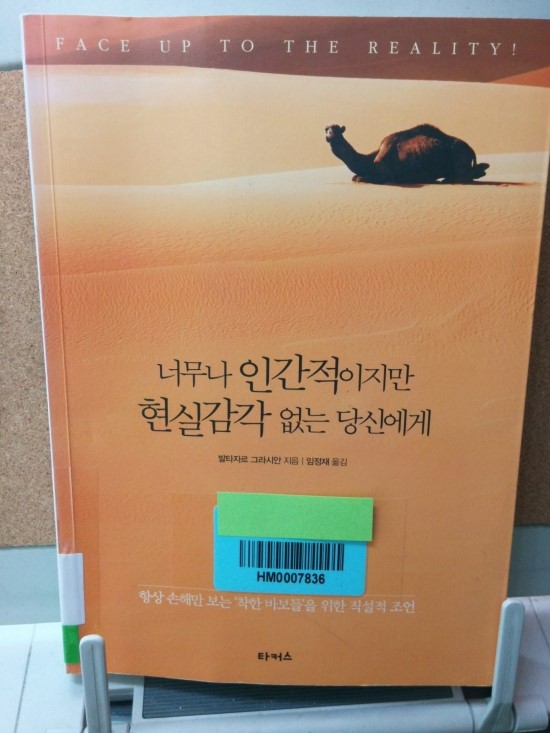 FACE UP TO THE REALITY!
너무나 인간적이지만
현실감각 없는 당신에게
발타자르 그라시안 지음 | 임정재 옮김
HM0007836
항상 손해만 보는 '착한 바보들'을 위한 직설적 조언
타커스